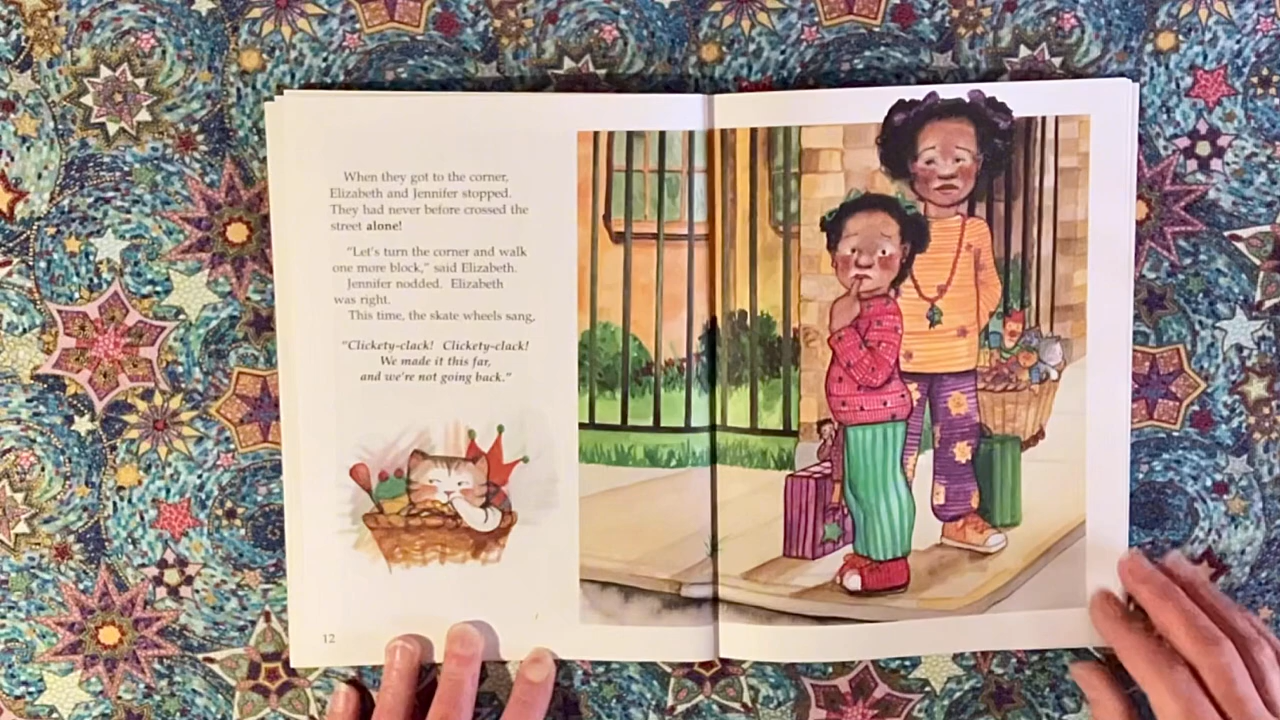 When they got to the corner,
Elizabeth and Jennifer stopped.
They had never before crossed the
street alone!
"Let's turn the corner and walk
one more block," said Elizabeth.
Jennifer nodded. Elizabeth
was right.
This time, the skate wheels sang,
"Clickety-clack! Clickety-clack!
We made it this far,
and we're not going back."
12